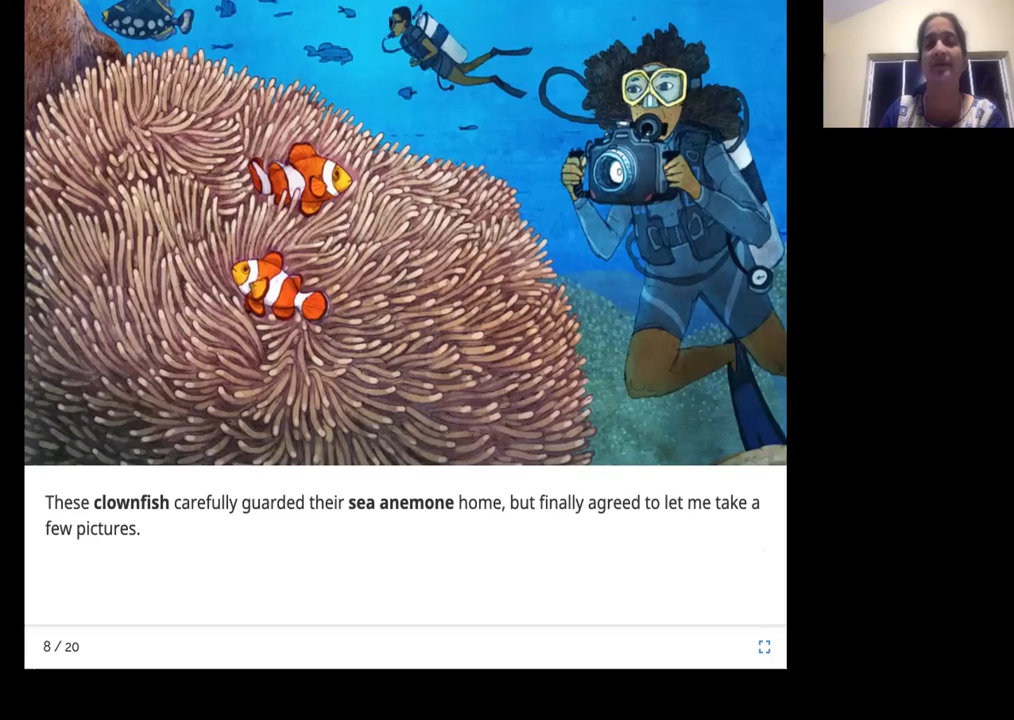 These clownfish carefully guarded their sea anemone home, but finally agreed to let me take a
few pictures.
8 / 20